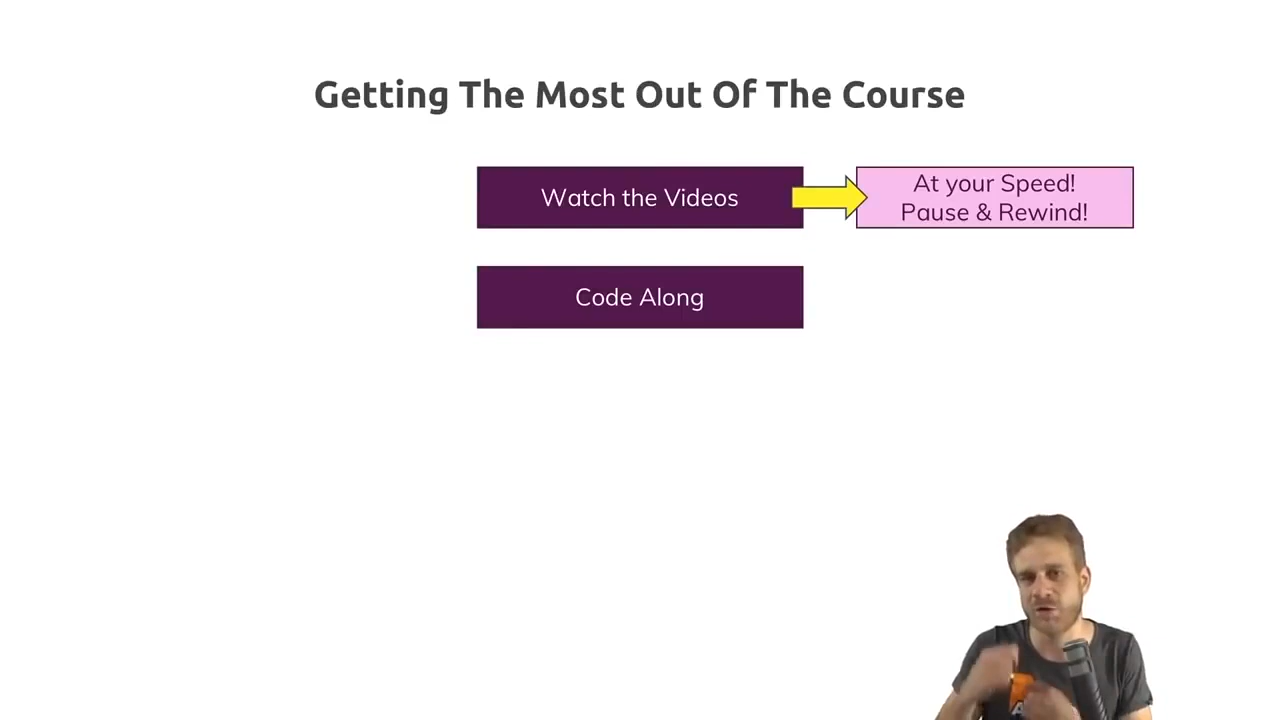 Getting The Most Out Of The Course
Watch the Videos
At your Speed!
Pause & Rewind!
Code Along